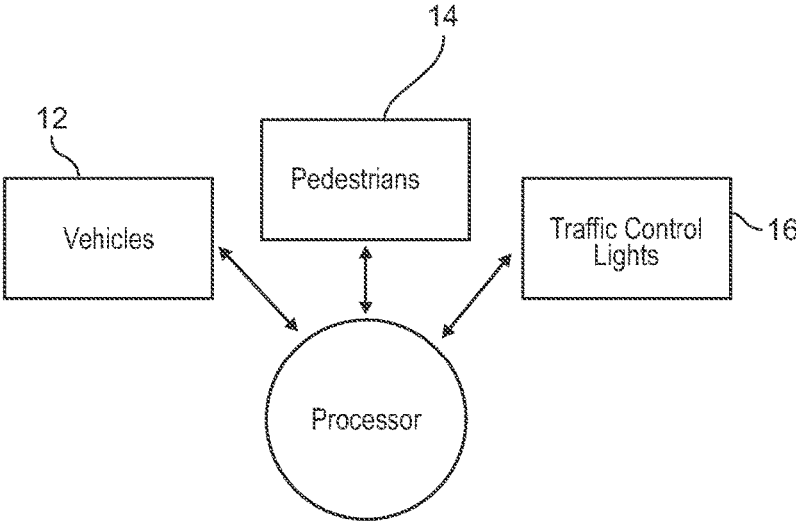 14
12
Pedestrians
Vehicles
Traffic Control
Lights
16
Processor